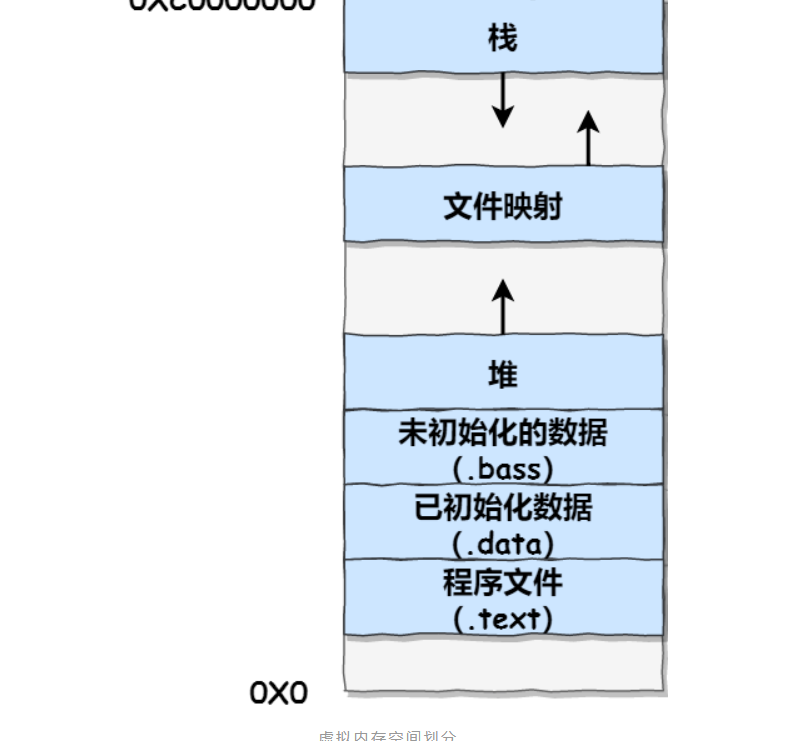 0XC0000000
栈
文件映射
堆
未初始化的数据
(.bass)
已初始化数据
(.data)
程序文件
(.text)
0X0
虚拟内存空间划分